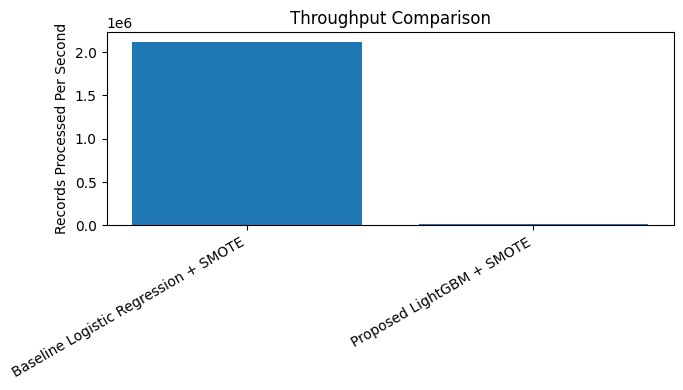 Throughput Comparison
1e6
Records Processed Per Second
2.0
1.5
1.0
0.5
0.0
Baseline Logistic Regression + SMOTE
Proposed LightGBM + SMOTE